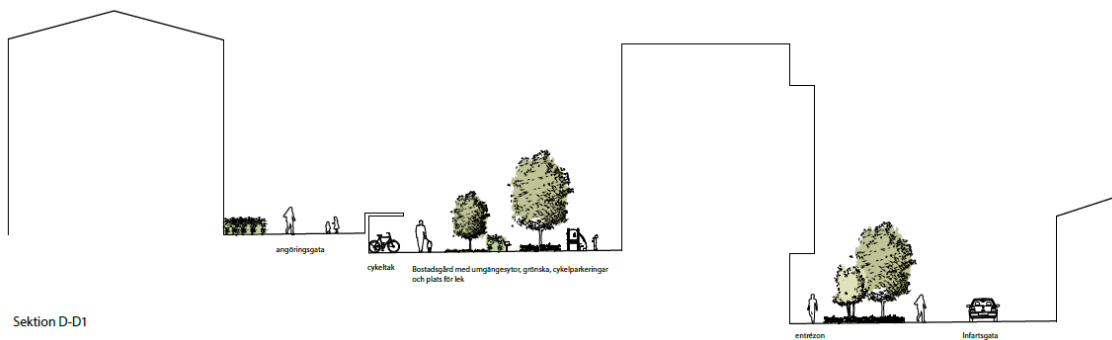 angöringsgata
cykeltak
Bostadsgård med umgängesytor, grönska, cykelparkeringar
och plats för lek
Sektion D-D1
entrézon
Infartsgata